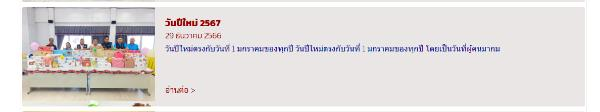 วันปีใหม่ 2567
29 ธันวาคม 2566
วันปีใหม่ตรงกับวันที่ 1 มกราคมของทุกปี วันปีใหม่ตรงกับวันที่ 1 มกราคมของทุกปี โดยเป็นวันที่ผู้คนมากม
อ่านต่อ >